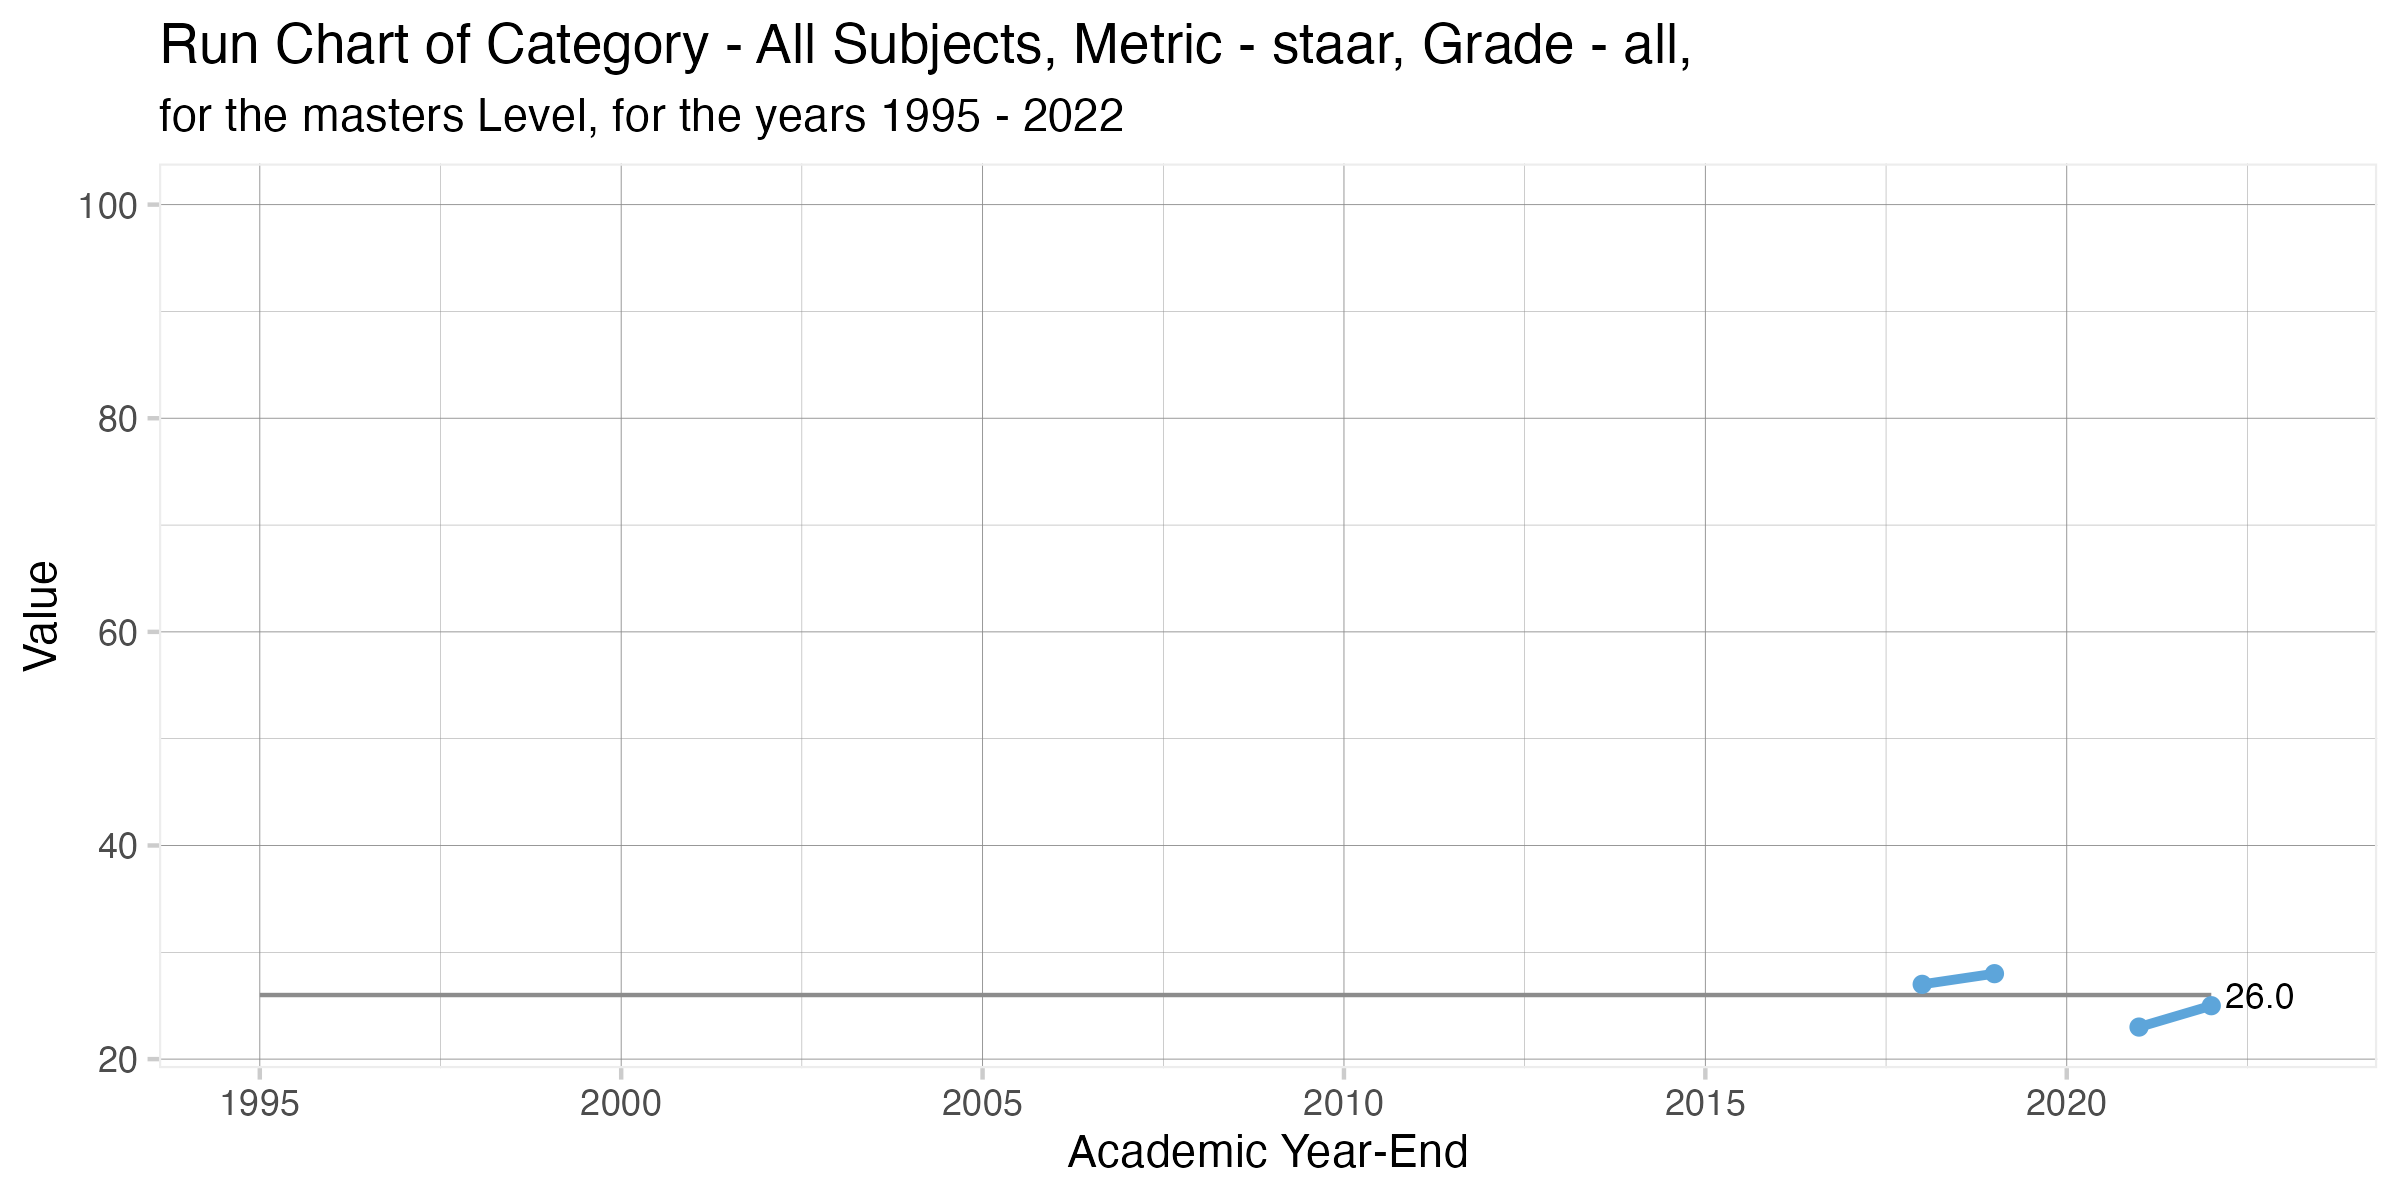 Run Chart of Category - All Subjects, Metric - staar, Grade - all,
for the masters Level, for the years 1995 - 2022
100
80
60
40
20
Value
26.0
1995 2000 2005 2010 2015 2020
Academic Year-End